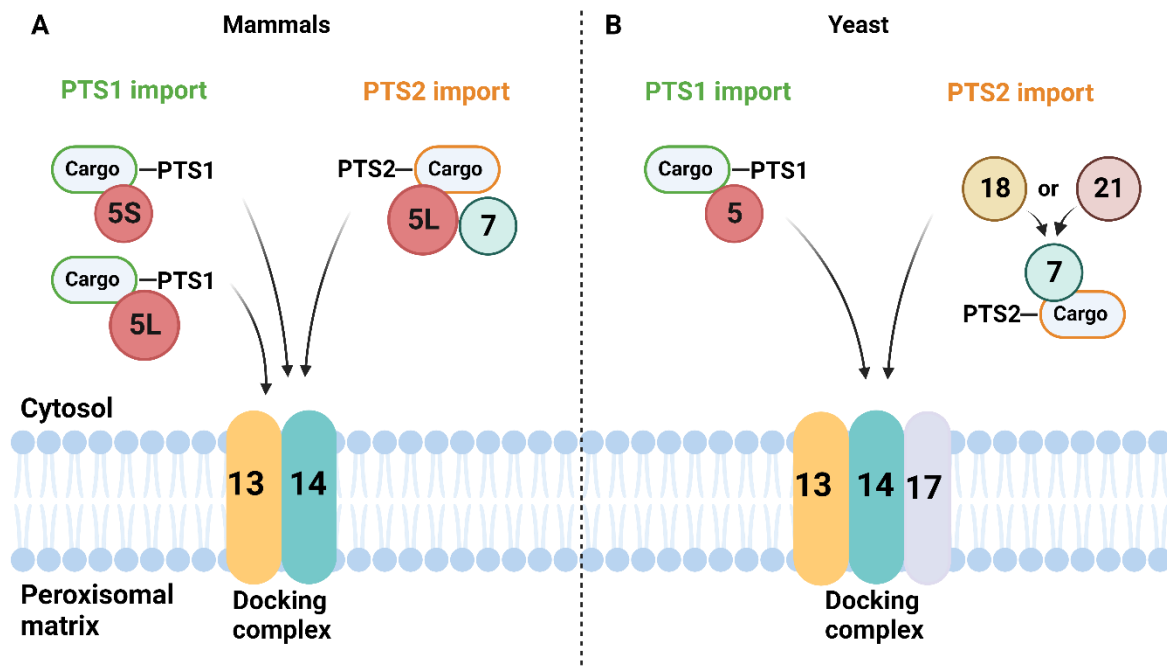 A
Mammals
PTS1 import
PTS2 import
Cargo
PTS1
5S
Cargo
PTS1
5L
PTS2
Cargo
5L
7
Cytosol
13
14
Peroxisomal
matrix
Docking
complex
B
Yeast
PTS1 import
PTS2 import
Cargo
PTS1
5
18 or 21
7
PTS2
Cargo
13
14
17
Docking
complex